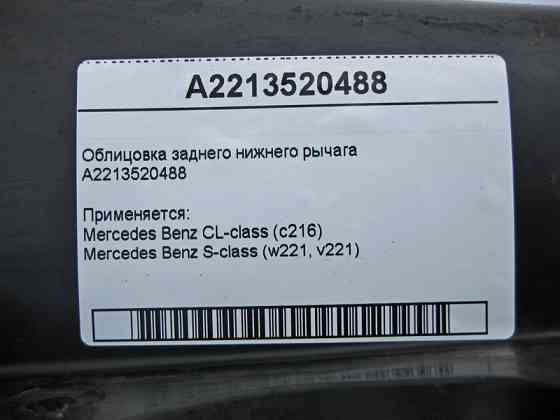 A2213520488
Облицовка заднего нижнего рычага
A2213520488
Применяется:
Mercedes Benz CL-class (c216)
Mercedes Benz S-class (w221, v221)